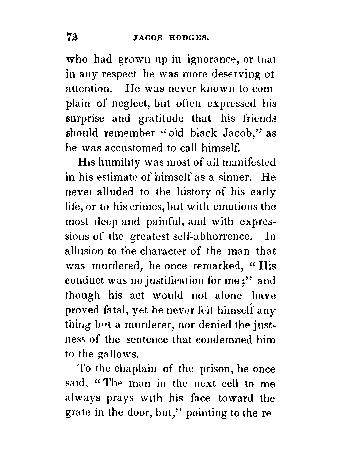 72 JACOB HODGES.
who had grown up in ignorance, or that
in any respect he was more deserving of
attention. He was never known to com-
plain of neglect, but often expressed his
surprise and gratitude that his friends
should remember "old black Jacob," as
he was accustomed to call himself.
His humility was most of all manifested
in his estimate of himself as a sinner. He
never alluded to the history of his early
life, or to his crimes, but with emotions the
most deep and painful, and with expres-
sions of the greatest self-abhorrence. In
allusion to the character of the man that
was murdered, he once remarked, "His
conduct was no justification for me;" and
though his act would not alone have
proved fatal, yet he never felt himself any
thing but a murderer, nor denied the just-
ness of the sentence that condemned him
to the gallows.
To the chaplain of the prison, he once
said, "The man in the next cell to me
always prays with his face toward the
grate in the door, but," pointing to the re-